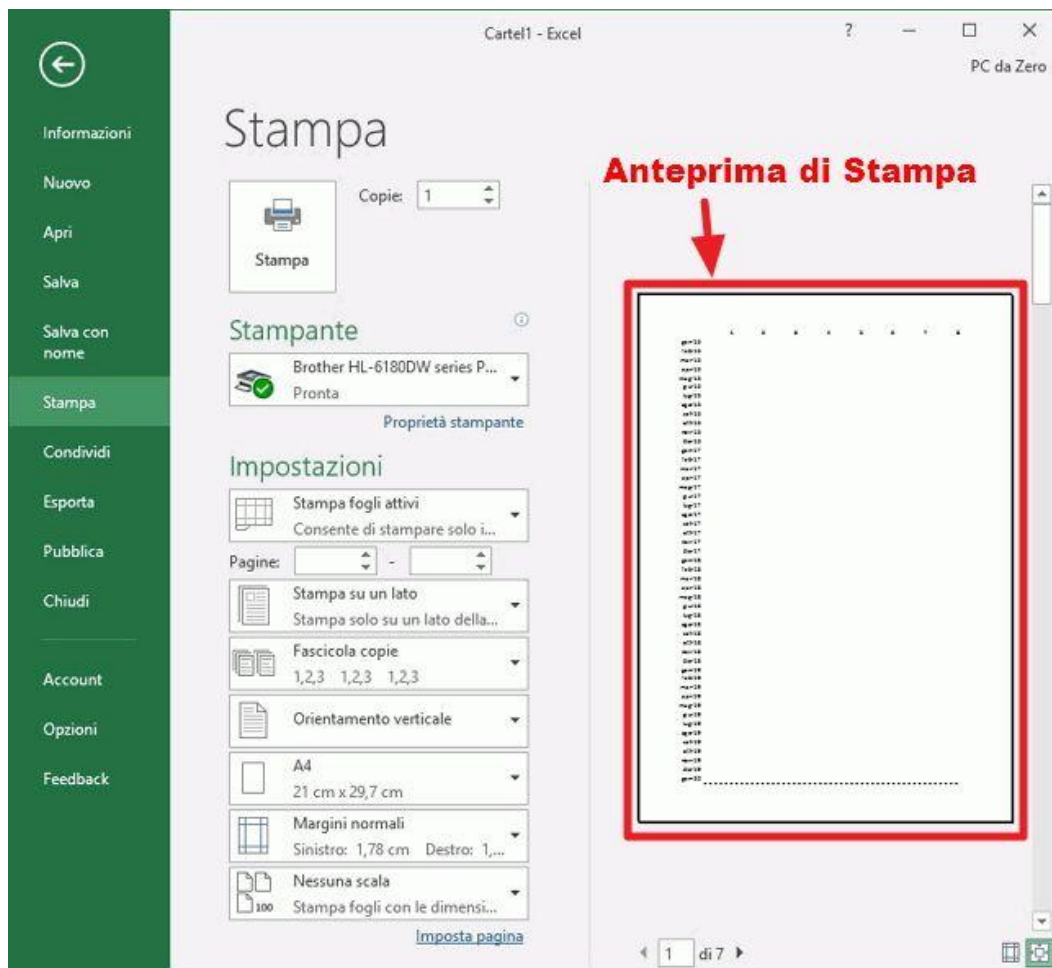 Cartel1 - Excel
?
PC da Zero
Informazioni
Nuovo
Apri
Salva
Salva con
nome
Stampa
Condividi
Esporta
Pubblica
Chiudi
Account
Opzioni
Feedback
Stampa
Copie: 1
Stampa
Stampante
Brother HL-6180DW series P...
Pronta
Proprietà stampante
Impostazioni
Stampa fogli attivi
Consente di stampare solo i...
Pagine: -
Stampa su un lato
Stampa solo su un lato della...
Fascicola copie
1,2,3 1,2,3 1,2,3
Orientamento verticale
A4
21 cm x 29,7 cm
Margini normali
Sinistro: 1,78 cm Destro: 1,...
Nessuna scala
100
Stampa fogli con le dimensi...
Imposta pagina
Anteprima di Stampa
1 di 7